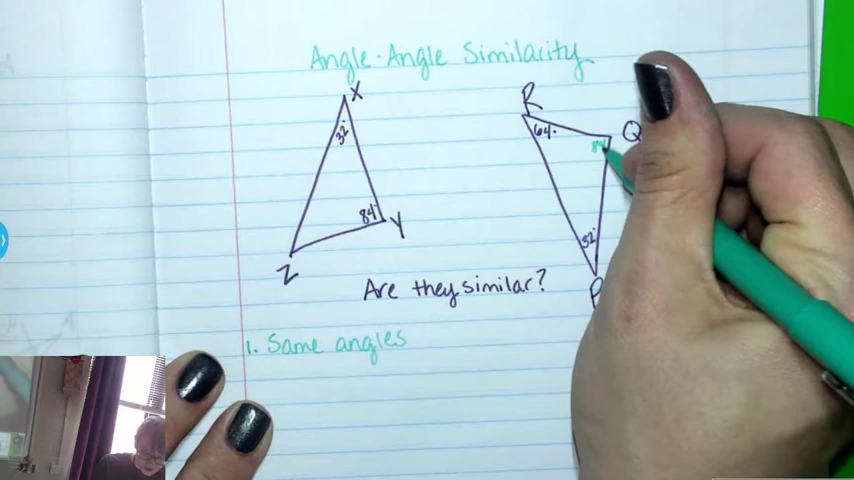 Angle-Angle Similarity
X
32°
84°
Y
Z
R
64°
Q
84
32°
P
Are they similar?
1. Same angles